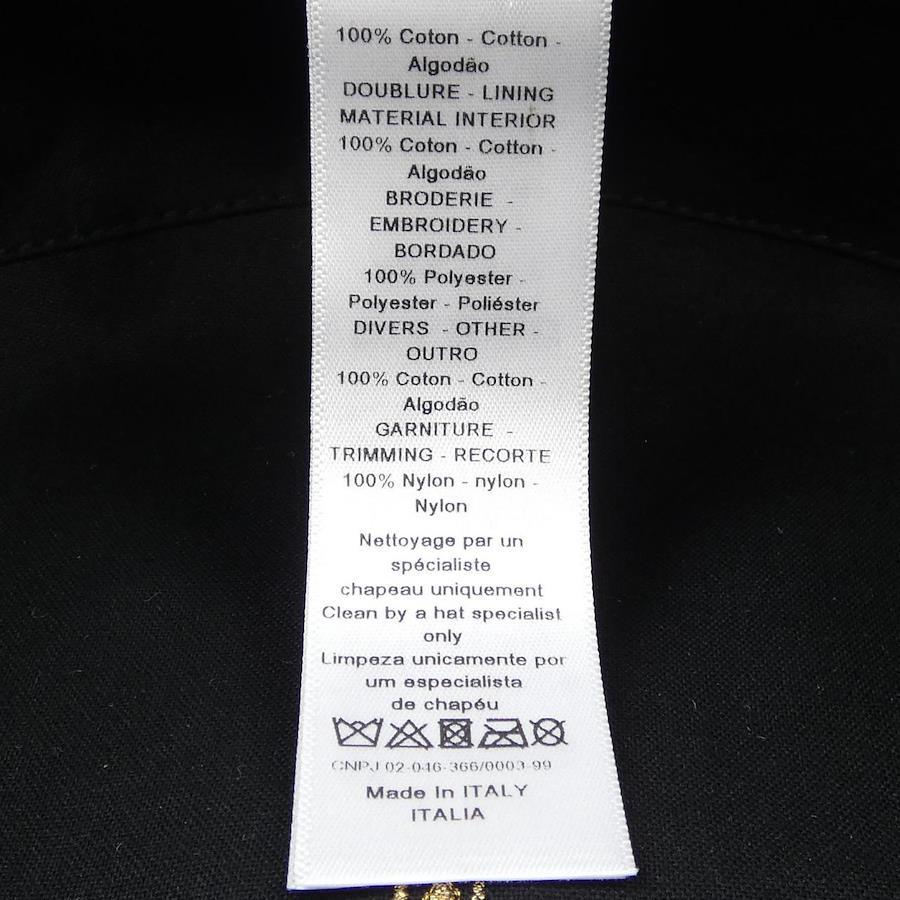 100% Coton - Cotton -
Algodão
DOUBLURE - LINING
MATERIAL INTERIOR
100% Coton - Cotton -
Algodão
BRODERIE -
EMBROIDERY -
BORDADO
100% Polyester -
Polyester - Poliéster
DIVERS - OTHER -
OUTRO
100% Coton - Cotton -
Algodão
GARNITURE -
TRIMMING - RECORTE
100% Nylon - nylon -
Nylon
Nettoyage par un
spécialiste
chapeau uniquement
Clean by a hat specialist
only
Limpeza unicamente por
um especialista
de chapéu
CNPJ 02-046-366/0003-99
Made In ITALY
ITALIA